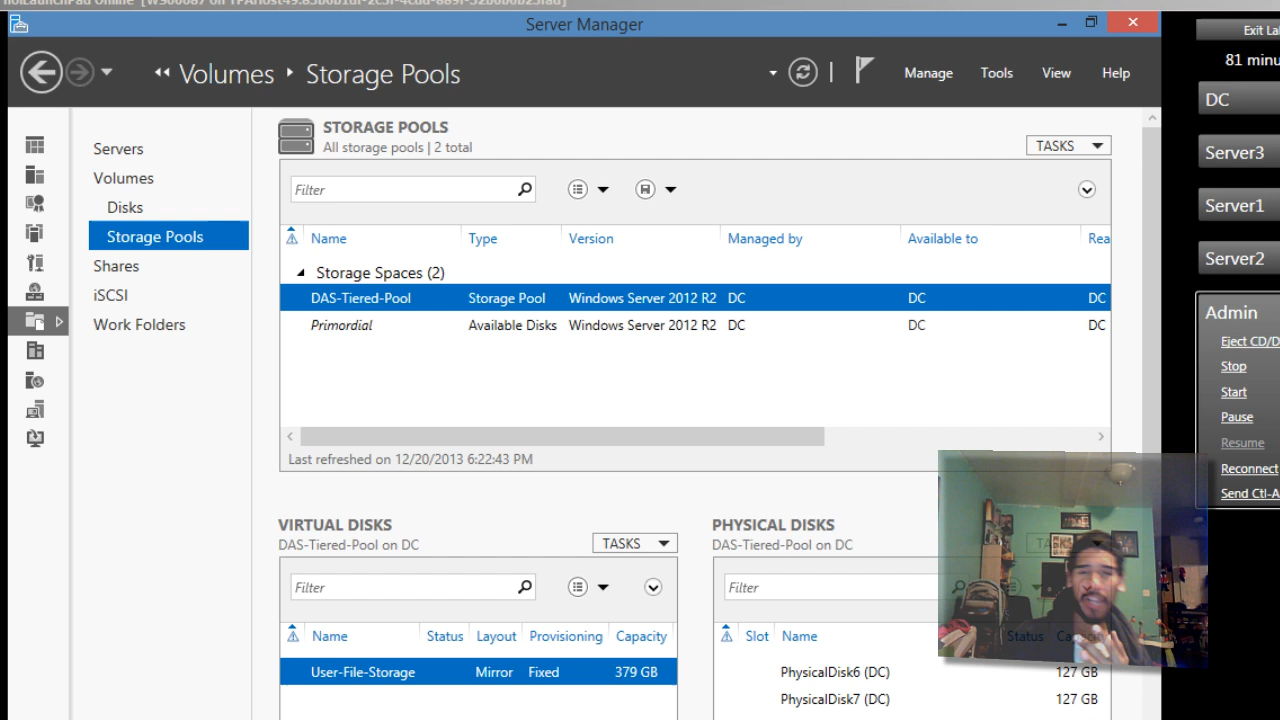 Server Manager
Volumes Storage Pools
Manage Tools View Help
Exit La
81 minu
DC
Server3
Server1
Server2
Admin
Eject CD/D
Stop
Start
Pause
Resume
Reconnect
Send Ctl-A
Servers
Volumes
Disks
Storage Pools
Shares
iSCSI
Work Folders
STORAGE POOLS
All storage pools | 2 total
TASKS
Filter
Name Type Version Managed by Available to Rea
Storage Spaces (2)
DAS-Tiered-Pool Storage Pool Windows Server 2012 R2 DC DC DC
Primordial Available Disks Windows Server 2012 R2 DC DC DC
Last refreshed on 12/20/2013 6:22:43 PM
VIRTUAL DISKS
DAS-Tiered-Pool on DC
TASKS
Filter
Name Status Layout Provisioning Capacity
User-File-Storage Mirror Fixed 379 GB
PHYSICAL DISKS
DAS-Tiered-Pool on DC
Filter
Slot Name Status
PhysicalDisk6 (DC) 127 GB
PhysicalDisk7 (DC) 127 GB